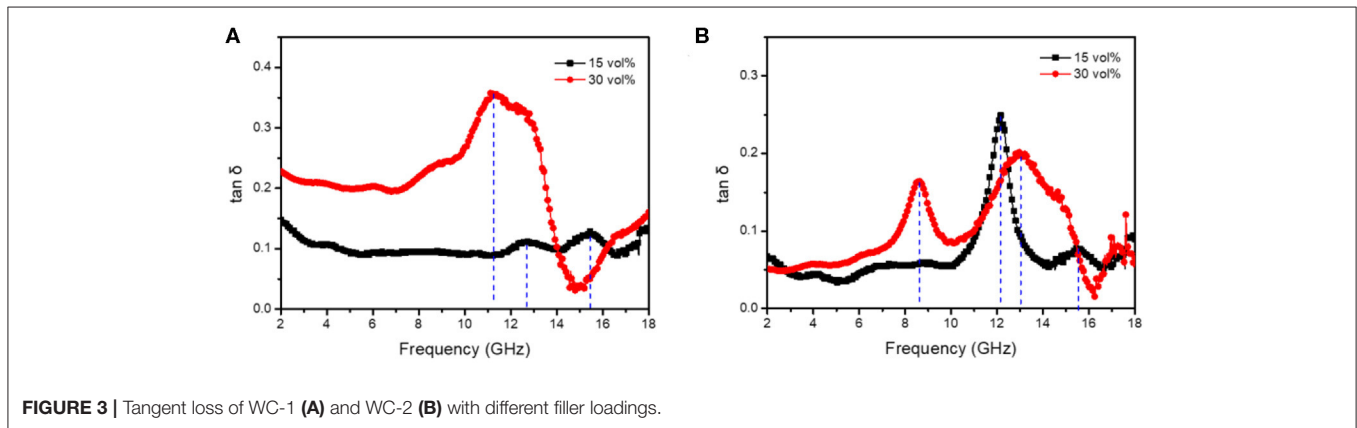 A
0.4
0.3
0.2
0.1
0.0
tan δ
15 vol%
30 vol%
2 4 6 8 10 12 14 16 18
Frequency (GHz)
B
0.3
0.2
0.1
0.0
tan δ
15 vol%
30 vol%
2 4 6 8 10 12 14 16 18
Frequency (GHz)
FIGURE 3 | Tangent loss of WC-1 (A) and WC-2 (B) with different filler loadings.